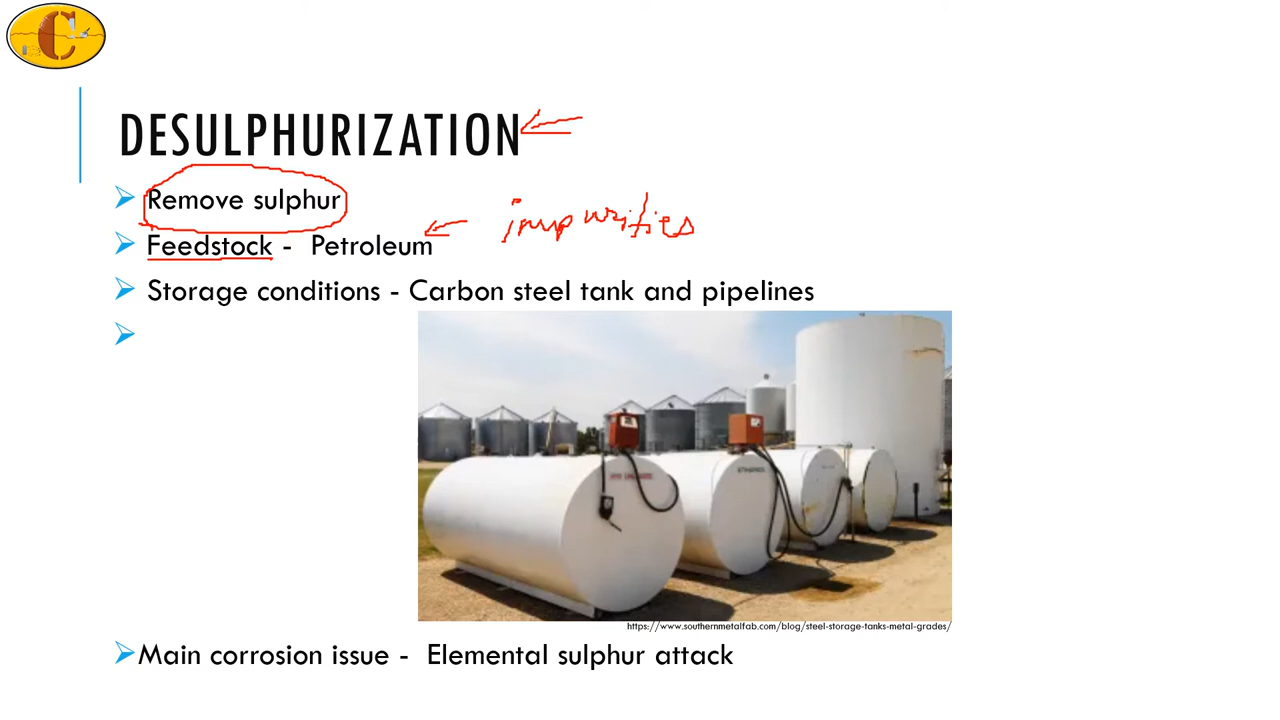 C
DESULPHURIZATION
Remove sulphur
impurities
Feedstock - Petroleum
Storage conditions - Carbon steel tank and pipelines
ETHANOL
https://www.southernmetalfab.com/blog/steel-storage-tanks-metal-grades/
Main corrosion issue - Elemental sulphur attack